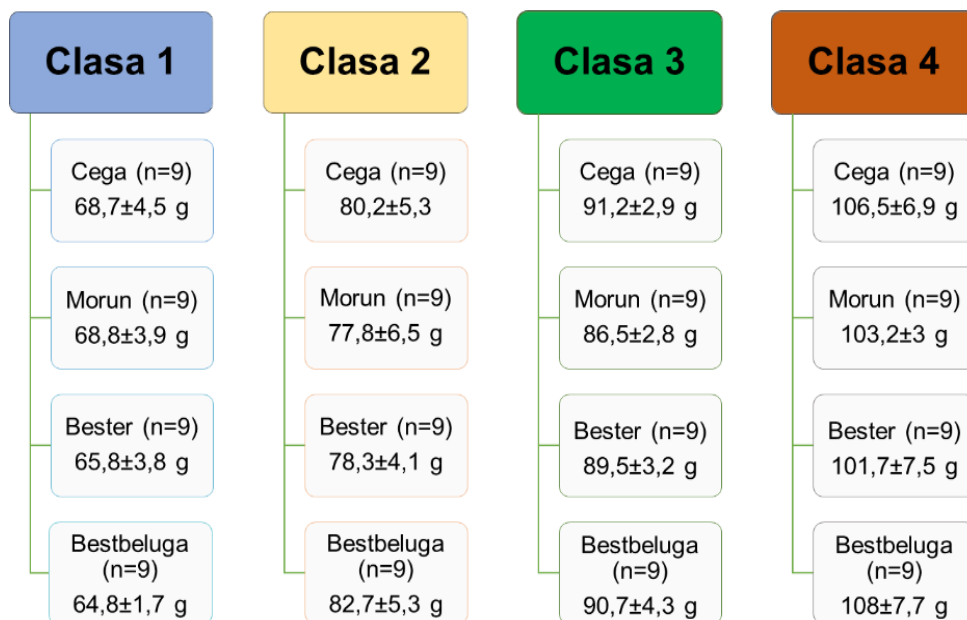 Clasa 1
Cega (n=9)
68,7±4,5 g
Morun (n=9)
68,8±3,9 g
Bester (n=9)
65,8±3,8 g
Bestbeluga
(n=9)
64,8±1,7 g
Clasa 2
Cega (n=9)
80,2±5,3
Morun (n=9)
77,8±6,5 g
Bester (n=9)
78,3±4,1 g
Bestbeluga
(n=9)
82,7±5,3 g
Clasa 3
Cega (n=9)
91,2±2,9 g
Morun (n=9)
86,5±2,8 g
Bester (n=9)
89,5±3,2 g
Bestbeluga
(n=9)
90,7±4,3 g
Clasa 4
Cega (n=9)
106,5±6,9 g
Morun (n=9)
103,2±3 g
Bester (n=9)
101,7±7,5 g
Bestbeluga
(n=9)
108±7,7 g